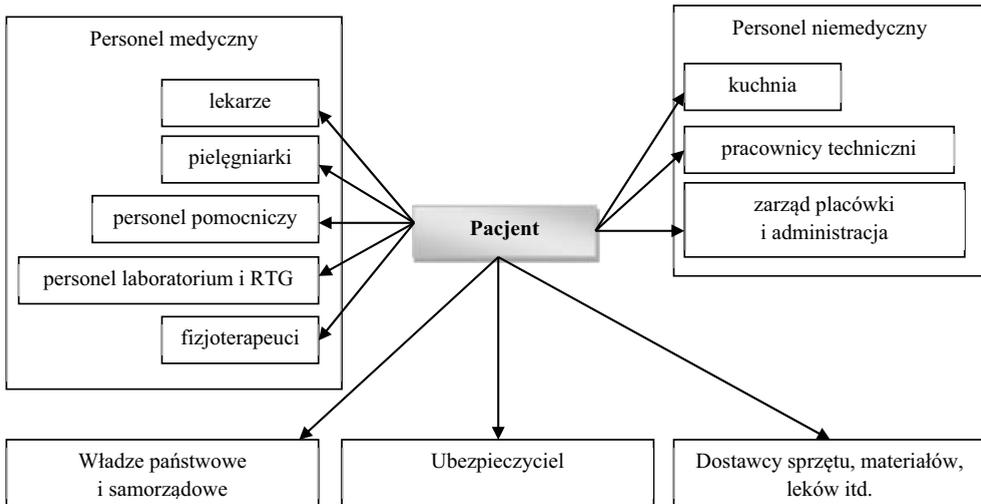 Personel medyczny
lekarze
pielęgniarki
personel pomocniczy
personel laboratorium i RTG
fizjoterapeuci
Pacjent
Personel niemedyczny
kuchnia
pracownicy techniczni
zarząd placówki
i administracja
Władze państwowe
i samorządowe
Ubezpieczyciel
Dostawcy sprzętu, materiałów,
leków itd.